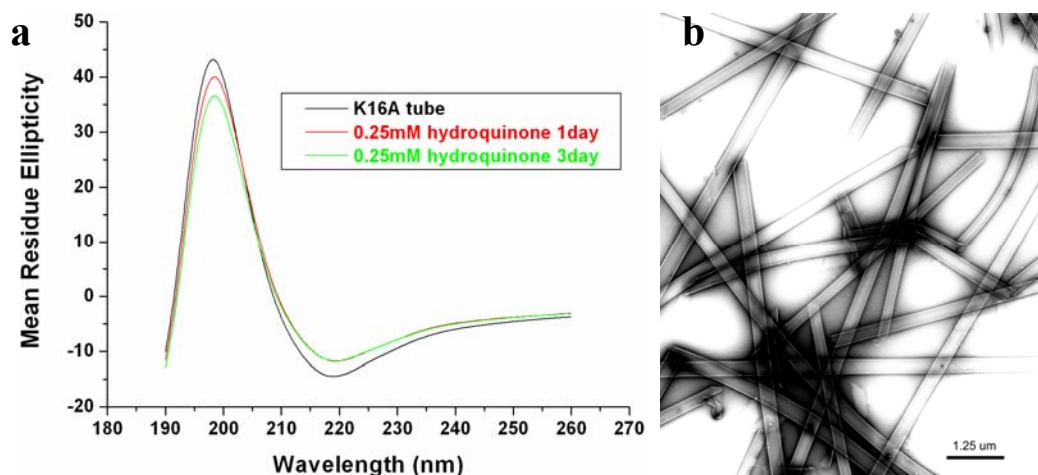 a
b
50
40
30
20
10
0
-10
-20
Mean Residue Ellipticity
K16A tube
0.25mM hydroquinone 1day
0.25mM hydroquinone 3day
180 190 200 210 220 230 240 250 260 270
Wavelength (nm)
1.25 um